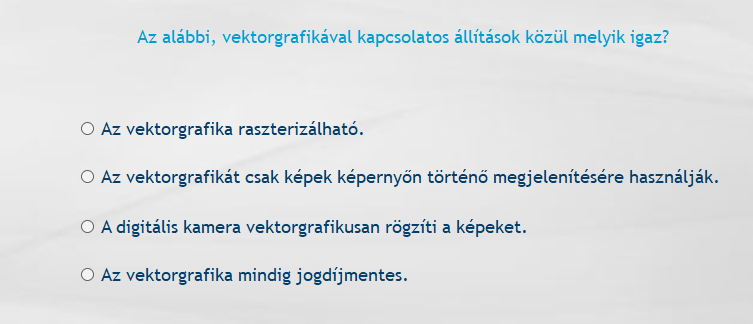 Az alábbi, vektorgrafikával kapcsolatos állítások közül melyik igaz?
Az vektorgrafika raszterizálható.
Az vektorgrafikát csak képek képernyőn történő megjelenítésére használják.
A digitális kamera vektorgrafikusan rögzíti a képeket.
Az vektorgrafika mindig jogdíjmentes.